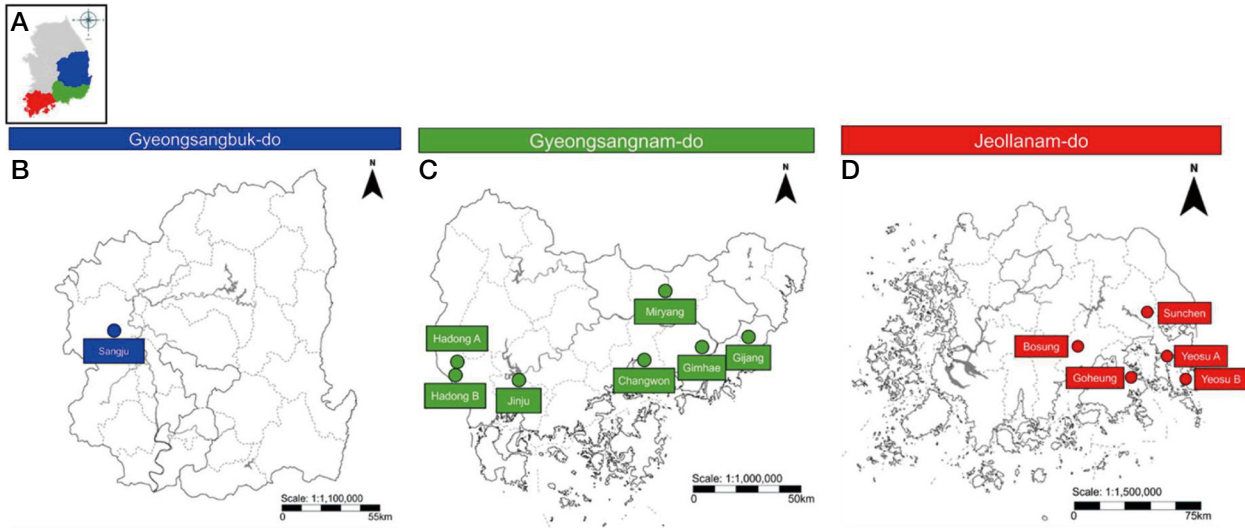 A
Gyeongsangbuk-do
Gyeongsangnam-do
Jeollanam-do
B
N
Sangju
Scale: 1:1,100,000
0
55km
C
N
Miryang
Hadong A
Gijang
Gimhae
Changwon
Hadong B
Jinju
Scale: 1:1,000,000
0
50km
D
N
Sunchen
Bosung
Yeosu A
Goheung
Yeosu B
Scale: 1:1,500,000
0
75km